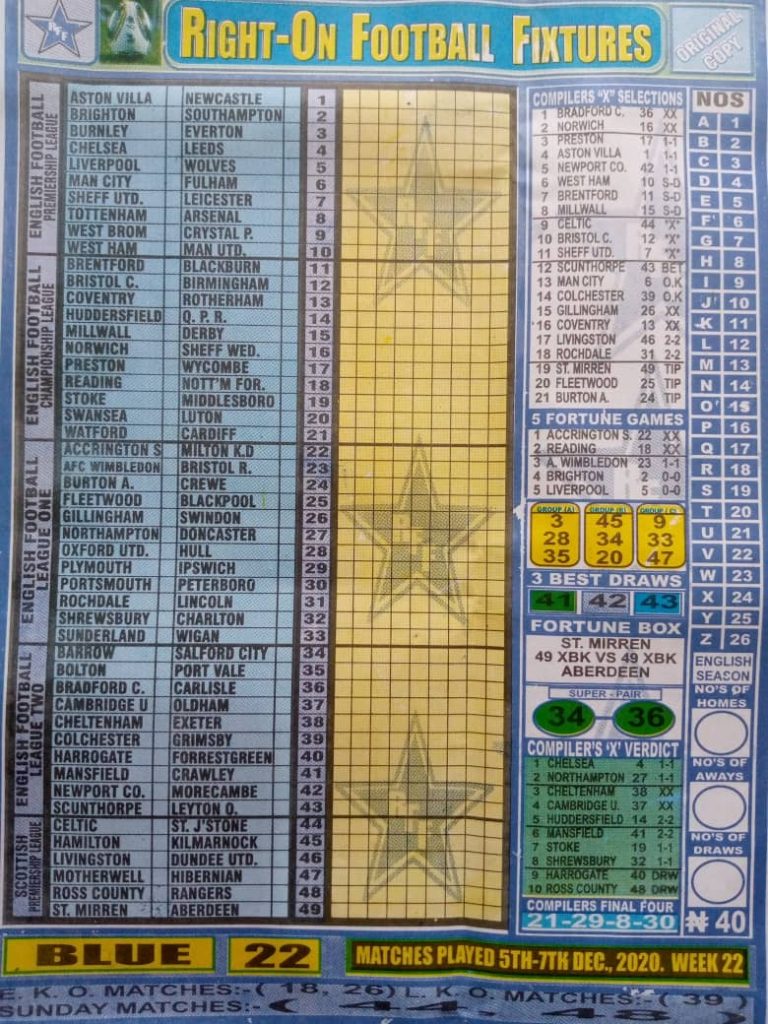 RFF
RIGHT-ON FOOTBALL FIXTURES
ORIGINAL COPY
ENGLISH FOOTBALL
PREMIERSHIP LEAGUE
ASTON VILLA NEWCASTLE 1
BRIGHTON SOUTHAMPTON 2
BURNLEY EVERTON 3
CHELSEA LEEDS 4
LIVERPOOL WOLVES 5
MAN CITY FULHAM 6
SHEFF UTD. LEICESTER 7
TOTTENHAM ARSENAL 8
WEST BROM CRYSTAL P. 9
WEST HAM MAN UTD. 10
ENGLISH FOOTBALL
CHAMPIONSHIP LEAGUE
BRENTFORD BLACKBURN 11
BRISTOL C. BIRMINGHAM 12
COVENTRY ROTHERHAM 13
HUDDERSFIELD Q. P. R. 14
MILLWALL DERBY 15
NORWICH SHEFF WED. 16
PRESTON WYCOMBE 17
READING NOTT'M FOR. 18
STOKE MIDDLESBORO 19
SWANSEA LUTON 20
WATFORD CARDIFF 21
ENGLISH FOOTBALL
LEAGUE ONE
ACCRINGTON S MILTON K.D 22
AFC WIMBLEDON BRISTOL R. 23
BURTON A. CREWE 24
FLEETWOOD BLACKPOOL 25
GILLINGHAM SWINDON 26
NORTHAMPTON DONCASTER 27
OXFORD UTD. HULL 28
PLYMOUTH IPSWICH 29
PORTSMOUTH PETERBORO 30
ROCHDALE LINCOLN 31
SHREWSBURY CHARLTON 32
SUNDERLAND WIGAN 33
ENGLISH FOOTBALL
LEAGUE TWO
BARROW SALFORD CITY 34
BOLTON PORT VALE 35
BRADFORD C. CARLISLE 36
CAMBRIDGE U OLDHAM 37
CHELTENHAM EXETER 38
COLCHESTER GRIMSBY 39
HARROGATE FORRESTGREEN 40
MANSFIELD CRAWLEY 41
NEWPORT CO. MORECAMBE 42
SCUNTHORPE LEYTON O. 43
SCOTTISH
PREMIERSHIP LEAGUE
CELTIC ST. J'STONE 44
HAMILTON KILMARNOCK 45
LIVINGSTON DUNDEE UTD. 46
MOTHERWELL HIBERNIAN 47
ROSS COUNTY RANGERS 48
ST. MIRREN ABERDEEN 49
COMPILERS "X" SELECTIONS
1 BRADFORD C. 36 XX
2 NORWICH 16 XX
3 PRESTON 17 1-1
4 ASTON VILLA 1 1-1
5 NEWPORT CO. 42 1-1
6 WEST HAM 10 S-D
7 BRENTFORD 11 S-D
8 MILLWALL 15 S-D
9 CELTIC 44 "X"
10 BRISTOL C. 12 "X"
11 SHEFF UTD. 7 "X"
12 SCUNTHORPE 43 BET
13 MAN CITY 6 O.K
14 COLCHESTER 39 O.K
15 GILLINGHAM 26 XX
16 COVENTRY 13 XX
17 LIVINGSTON 46 2-2
18 ROCHDALE 31 2-2
19 ST. MIRREN 49 TIP
20 FLEETWOOD 25 TIP
21 BURTON A. 24 TIP
5 FORTUNE GAMES
1 ACCRINGTON S. 22 XX
2 READING 18 XX
3 A. WIMBLEDON 23 1-1
4 BRIGHTON 2 0-0
5 LIVERPOOL 5 0-0
GROUP (A) GROUP (B) GROUP (C)
3 45 9
28 34 33
35 20 47
3 BEST DRAWS
41 42 43
FORTUNE BOX
ST. MIRREN
49 XBK VS 49 XBK
ABERDEEN
SUPER - PAIR
34 36
COMPILER'S 'X' VERDICT
1 CHELSEA 4 1-1
2 NORTHAMPTON 27 1-1
3 CHELTENHAM 38 XX
4 CAMBRIDGE U. 37 XX
5 HUDDERSFIELD 14 2-2
6 MANSFIELD 41 2-2
7 STOKE 19 1-1
8 SHREWSBURY 32 1-1
9 HARROGATE 40 DRW
10 ROSS COUNTY 48 DRW
COMPILERS FINAL FOUR
21-29-8-30
NOS
A 1
B 2
C 3
D 4
E 5
F' 6
G 7
H 8
I 9
J' 10
K 11
L 12
M 13
N 14
O' 15
P 16
Q 17
R 18
S 19
T 20
U 21
V 22
W 23
X 24
Y 25
Z 26
ENGLISH
SEASON
NO'S OF
HOMES
NO'S OF
AWAYS
NO'S OF
DRAWS
₦ 40
BLUE 22 MATCHES PLAYED 5TH-7TH DEC., 2020. WEEK 22
E. K. O. MATCHES:-( 18, 26) L. K. O. MATCHES:-( 39 )
SUNDAY MATCHES:-( 44, 48 )